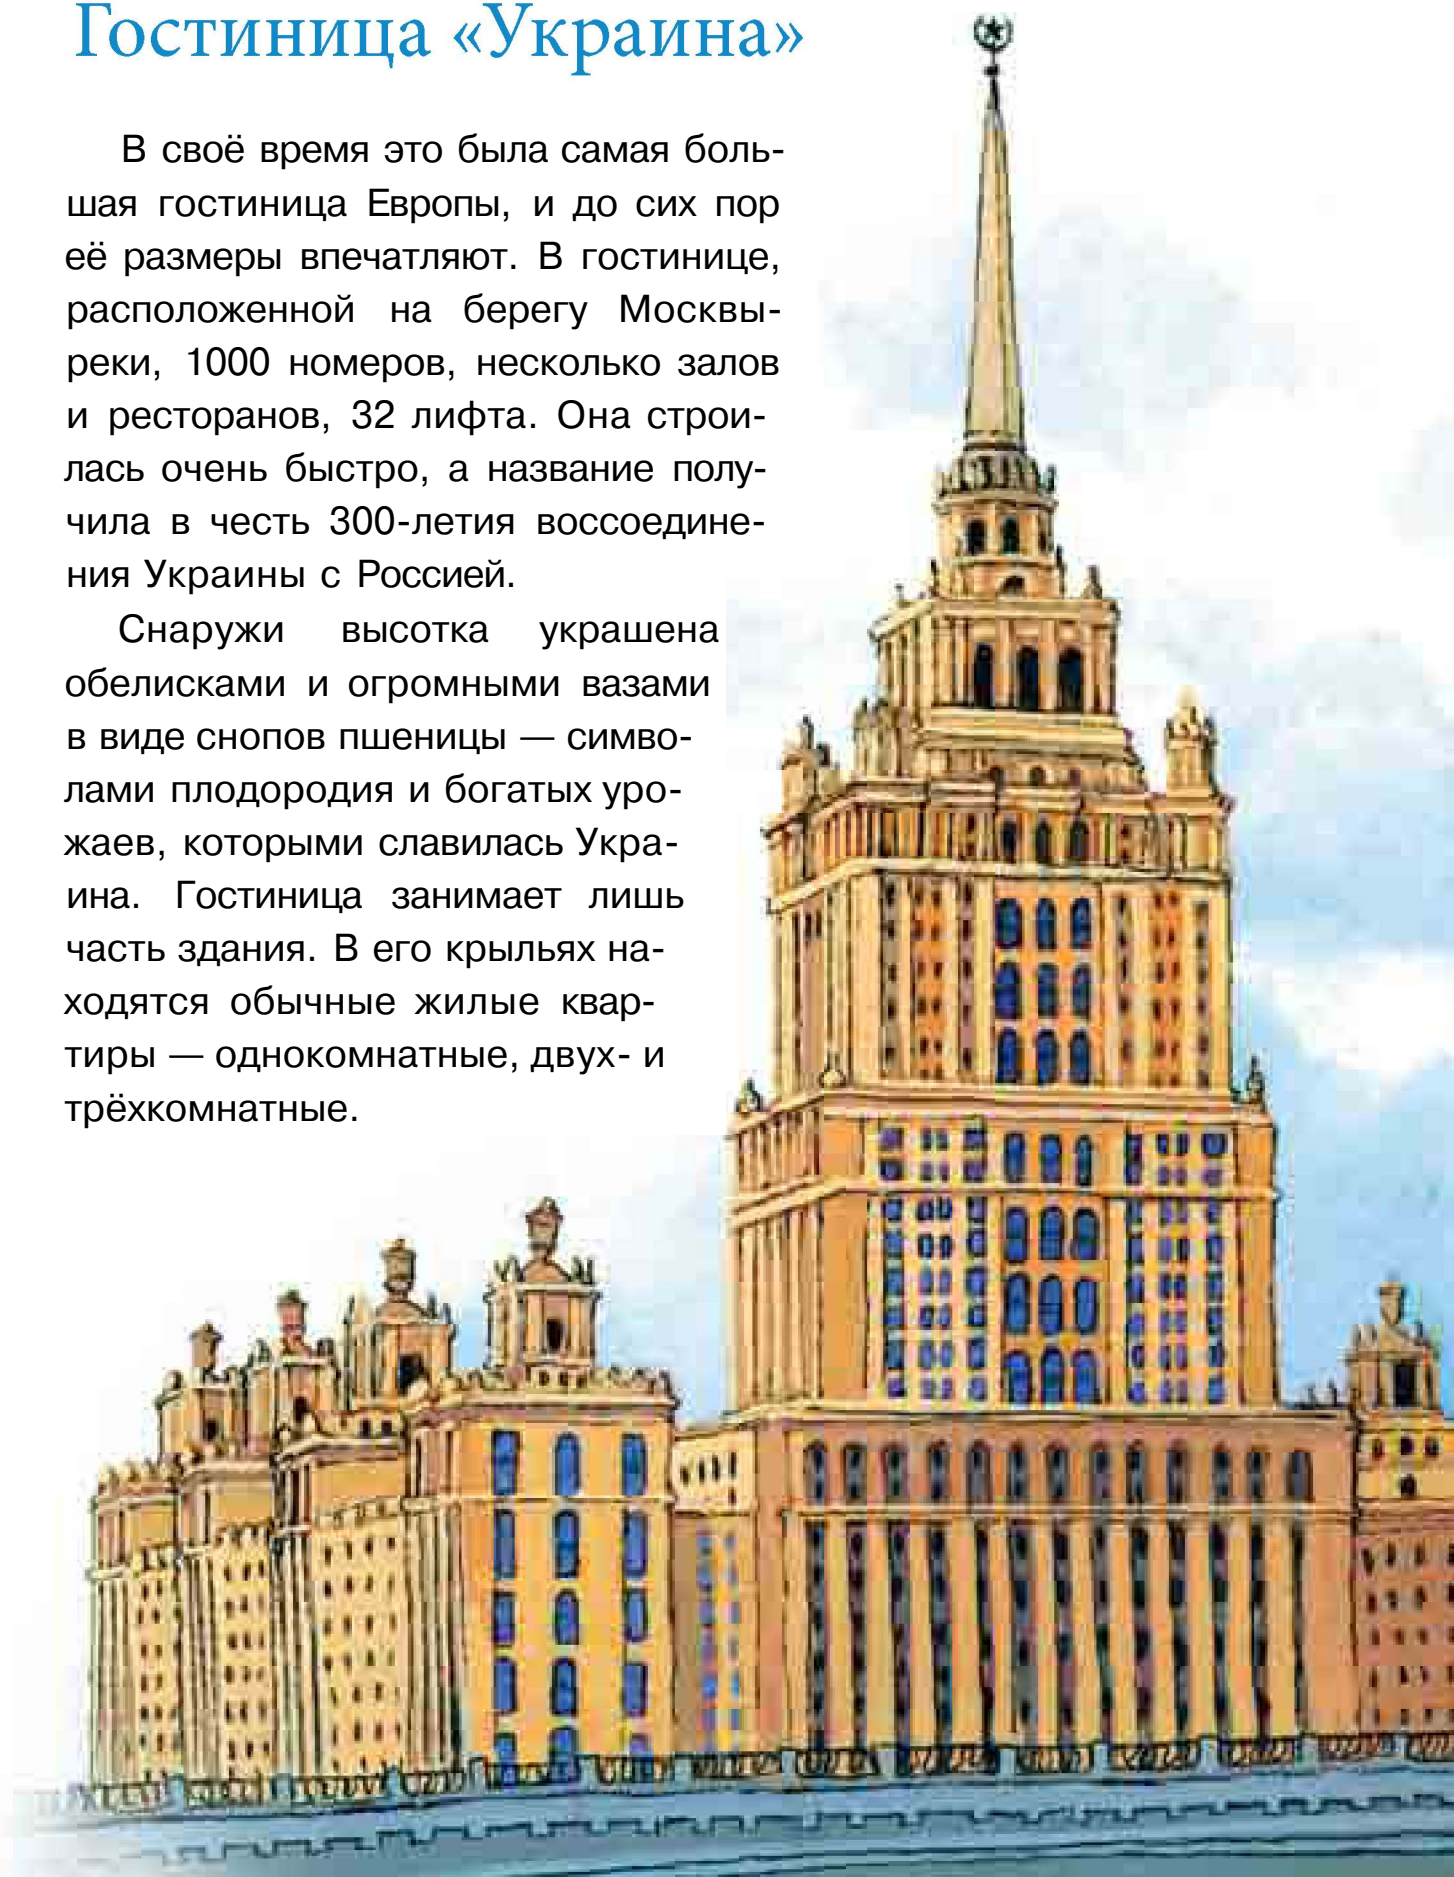 Гостиница «Украина»
В своё время это была самая боль-
шая гостиница Европы, и до сих пор
её размеры впечатляют. В гостинице,
расположенной на берегу Москвы-
реки, 1000 номеров, несколько залов
и ресторанов, 32 лифта. Она строи-
лась очень быстро, а название полу-
чила в честь 300-летия воссоедине-
ния Украины с Россией.
Снаружи высотка украшена
обелисками и огромными вазами
в виде снопов пшеницы — симво-
лами плодородия и богатых уро-
жаев, которыми славилась Укра-
ина. Гостиница занимает лишь
часть здания. В его крыльях на-
ходятся обычные жилые квар-
тиры — однокомнатные, двух- и
трёхкомнатные.